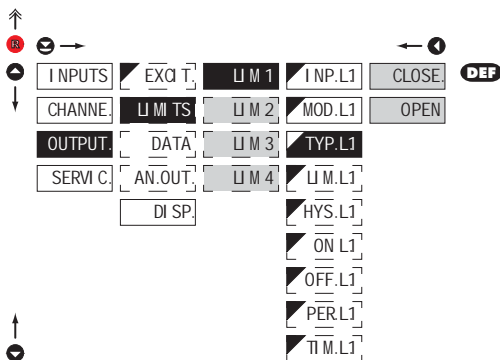 R
INPUTS EXCIT. LIM 1 INP.L1 CLOSE. DEF
CHANNE. LIMITS LIM 2 MOD.L1 OPEN
OUTPUT. DATA LIM 3 TYP.L1
SERVIC. AN.OUT. LIM 4 LIM.L1
DISP. HYS.L1
ON L1
OFF.L1
PER.L1
TIM.L1